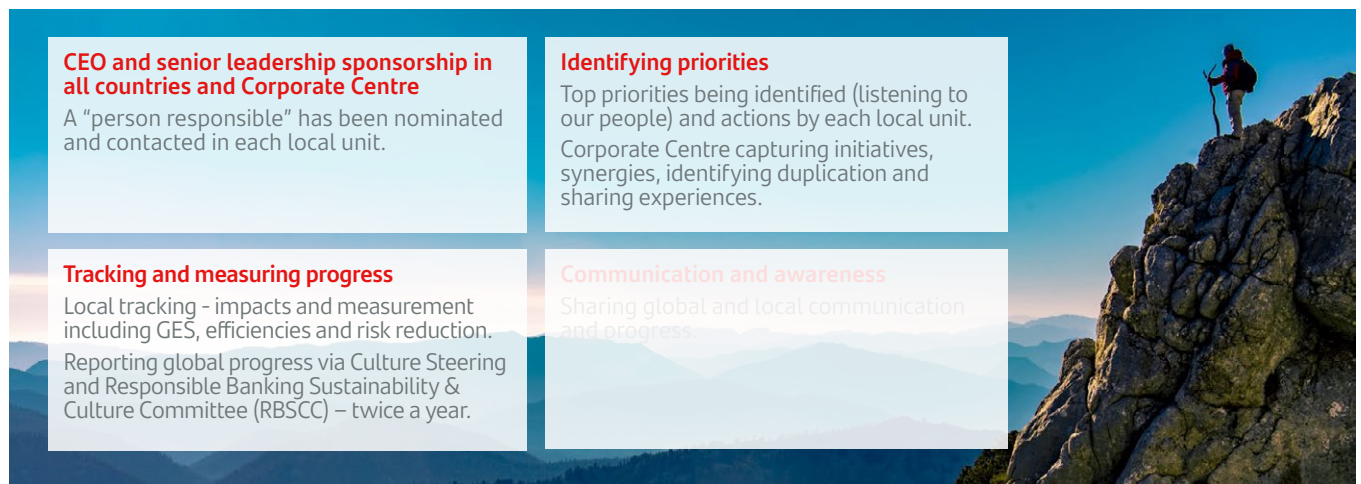 CEO and senior leadership sponsorship in
all countries and Corporate Centre
A “person responsible” has been nominated
and contacted in each local unit.
Identifying priorities
Top priorities being identified (listening to
our people) and actions by each local unit.
Corporate Centre capturing initiatives,
synergies, identifying duplication and
sharing experiences.
Tracking and measuring progress
Local tracking - impacts and measurement
including GES, efficiencies and risk reduction.
Reporting global progress via Culture Steering
and Responsible Banking Sustainability &
Culture Committee (RBSCC) – twice a year.
Communication and awareness
Sharing global and local communication
and progress.